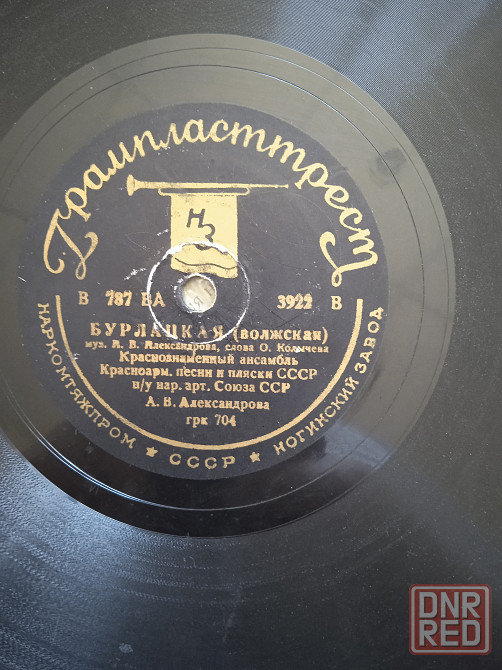 Грампласттрест
НЗ
В 787 ВА 3922 В
БУРЛАЦКАЯ (волжская)
муз. А. В. Александрова, слова О. Колычева
Краснознаменный ансамбль
Красноарм. песни и пляски СССР
п/у нар. арт. Союза ССР
А. В. Александрова
грк 704
НАРКОМТЯЖПРОМ ★ СССР ★ НОГИНСКИЙ ЗАВОД
DNR
RED